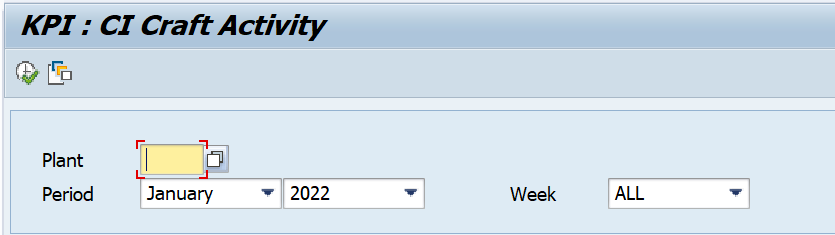 KPI : CI Craft Activity
Plant
Period January 2022 Week ALL